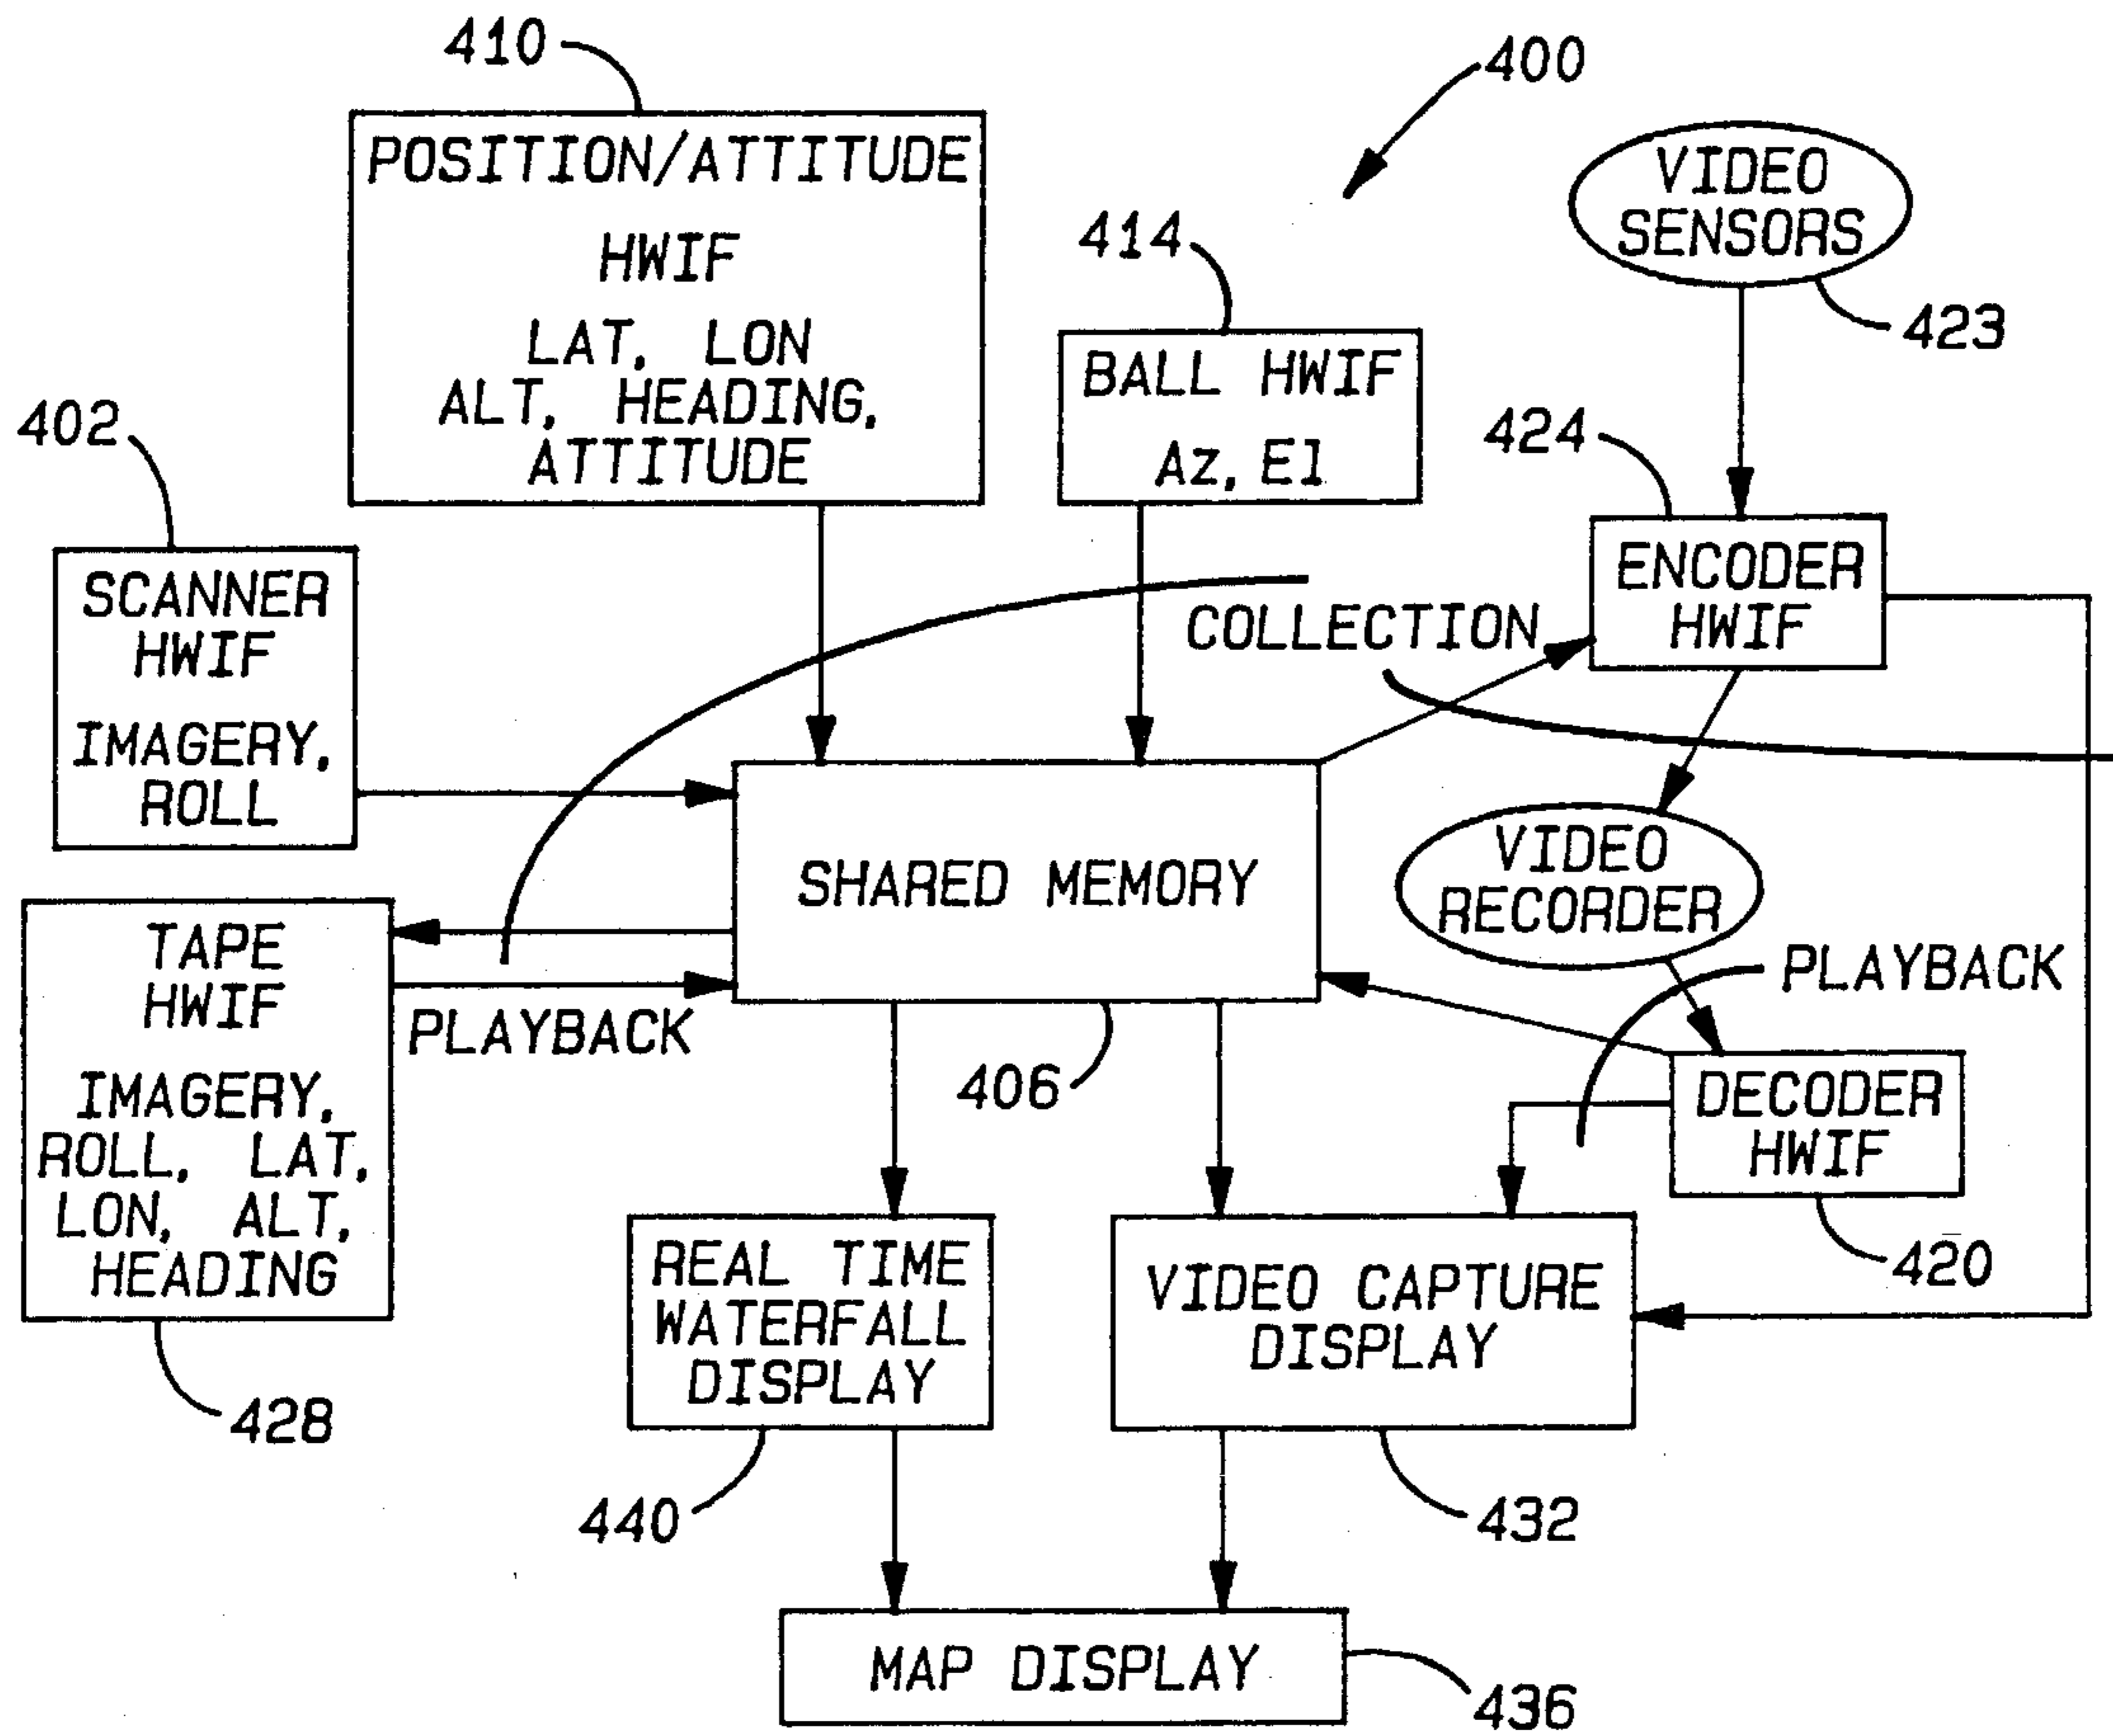 410
400
POSITION/ATTITUDE
HWIF
LAT, LON
ALT, HEADING,
ATTITUDE
414
BALL HWIF
Az, El
VIDEO
SENSORS
423
402
SCANNER
HWIF
IMAGERY,
ROLL
424
ENCODER
HWIF
COLLECTION
SHARED MEMORY
406
VIDEO
RECORDER
TAPE
HWIF
IMAGERY,
ROLL, LAT,
LON, ALT,
HEADING
428
PLAYBACK
PLAYBACK
DECODER
HWIF
420
REAL TIME
WATERFALL
DISPLAY
440
VIDEO CAPTURE
DISPLAY
432
MAP DISPLAY
436